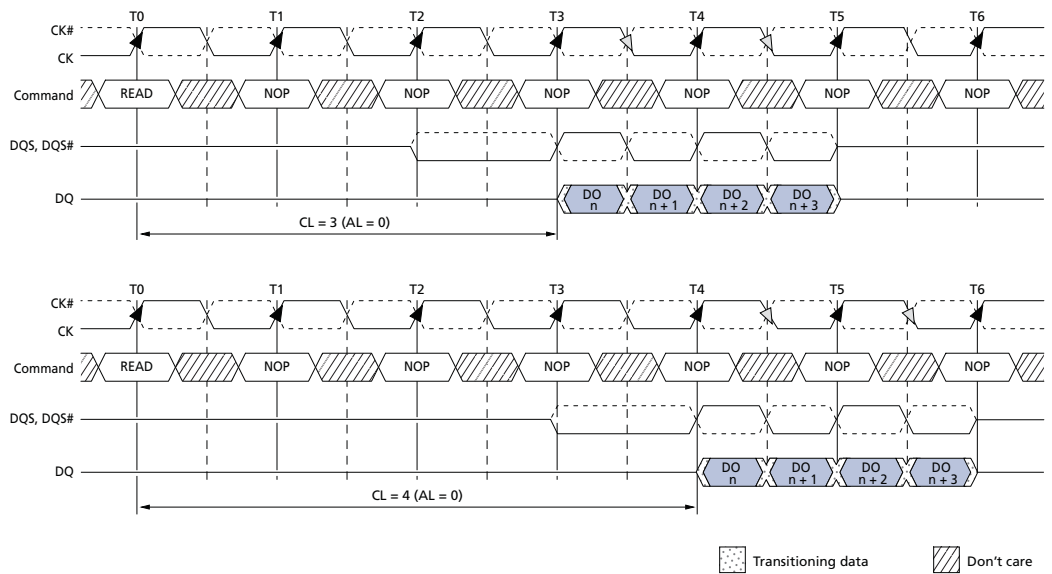 T0 T1 T2 T3 T4 T5 T6
CK#
CK
Command READ NOP NOP NOP NOP NOP NOP
DQS, DQS#
DQ DO n DO n + 1 DO n + 2 DO n + 3
CL = 3 (AL = 0)
T0 T1 T2 T3 T4 T5 T6
CK#
CK
Command READ NOP NOP NOP NOP NOP NOP
DQS, DQS#
DQ DO n DO n + 1 DO n + 2 DO n + 3
CL = 4 (AL = 0)
Transitioning data Don't care